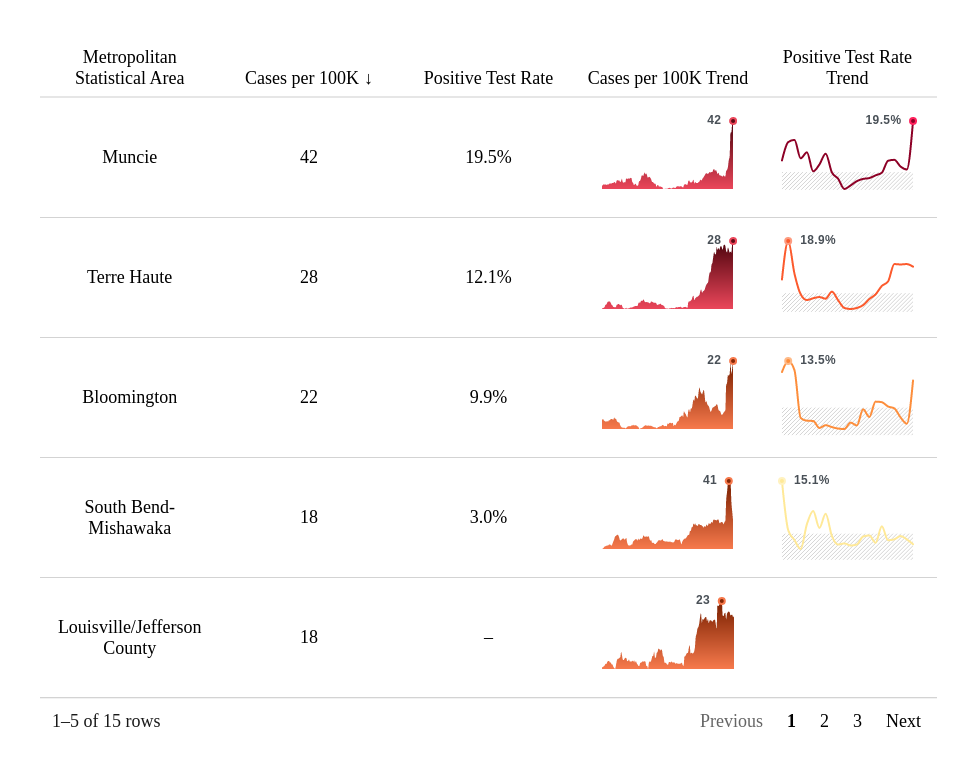 Metropolitan
Statistical Area
Cases per 100K ↓
Positive Test Rate
Cases per 100K Trend
Positive Test Rate
Trend
Muncie
42
19.5%
42
19.5%
Terre Haute
28
12.1%
28
18.9%
Bloomington
22
9.9%
22
13.5%
South Bend-
Mishawaka
18
3.0%
41
15.1%
Louisville/Jefferson
County
18
–
23
1–5 of 15 rows
Previous 1 2 3 Next